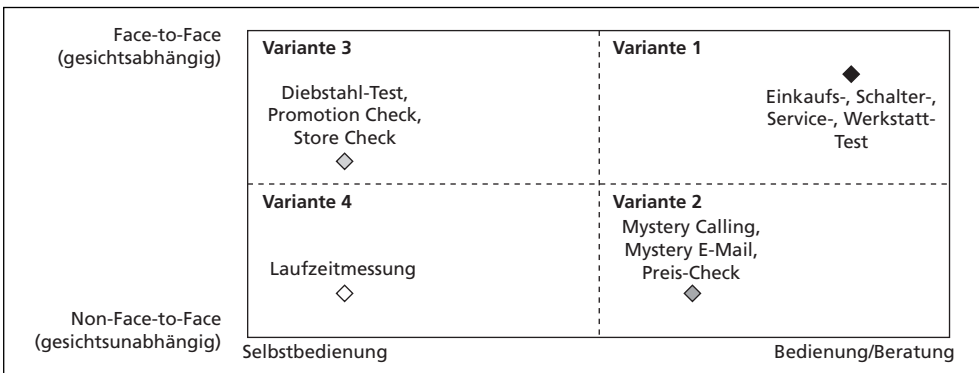 Face-to-Face
(gesichtsabhängig)
Variante 3
Diebstahl-Test,
Promotion Check,
Store Check
Variante 1
Einkaufs-, Schalter-,
Service-, Werkstatt-
Test
Variante 4
Laufzeitmessung
Variante 2
Mystery Calling,
Mystery E-Mail,
Preis-Check
Non-Face-to-Face
(gesichtsunabhängig)
Selbstbedienung
Bedienung/Beratung